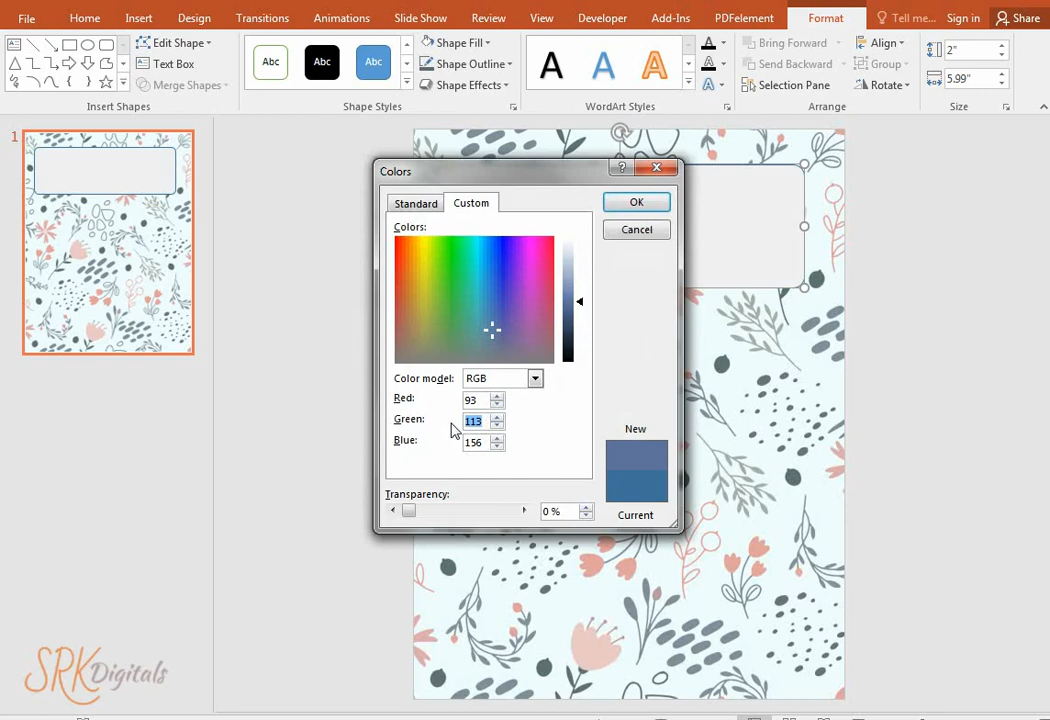 File Home Insert Design Transitions Animations Slide Show Review View Developer Add-Ins PDFelement Format Tell me... Sign in Share
Edit Shape
Text Box
Merge Shapes
Insert Shapes
Abc Abc Abc
Shape Fill
Shape Outline
Shape Effects
Shape Styles
A A A
A
A
A
WordArt Styles
Bring Forward
Send Backward
Selection Pane
Align
Group
Rotate
Arrange
2"
5.99"
Size
1
Colors
?
Standard Custom
OK
Cancel
Colors:
Color model: RGB
Red: 93
Green: 113
Blue: 156
New
Current
Transparency:
0 %
SRK Digitals